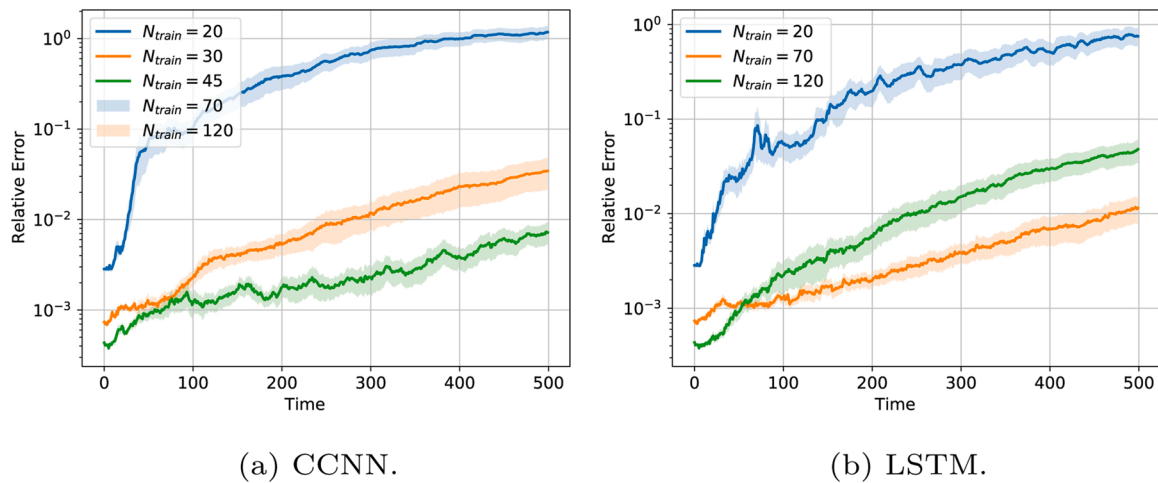 N_train = 20
N_train = 30
N_train = 45
N_train = 70
N_train = 120
10^0
10^-1
10^-2
10^-3
Relative Error
0 100 200 300 400 500
Time
(a) CCNN.
N_train = 20
N_train = 70
N_train = 120
10^0
10^-1
10^-2
10^-3
Relative Error
0 100 200 300 400 500
Time
(b) LSTM.